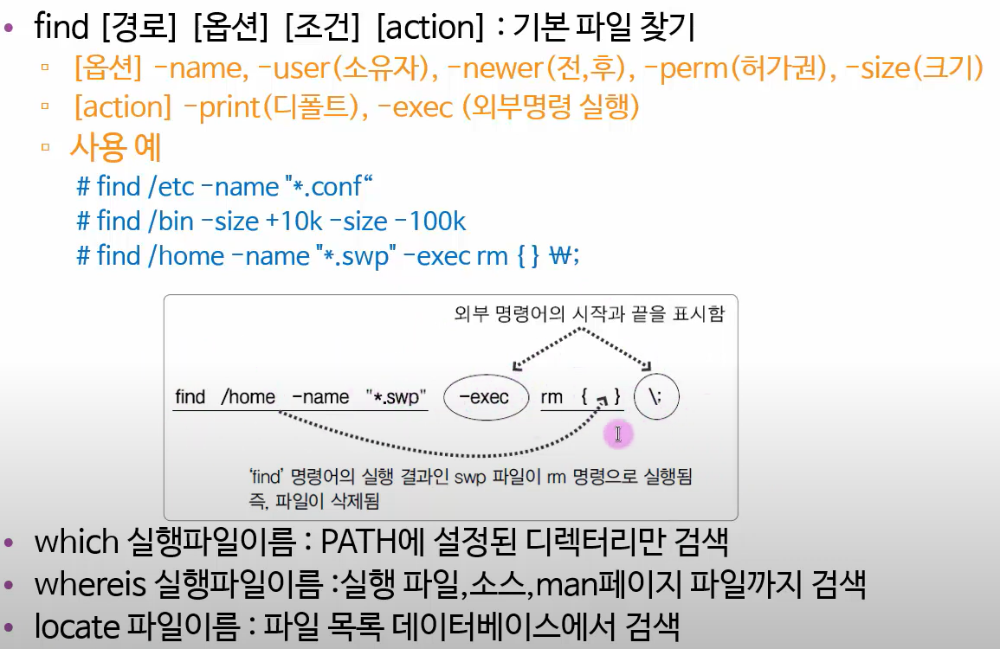 • find [경로] [옵션] [조건] [action] : 기본 파일 찾기
▫ [옵션] -name, -user(소유자), -newer(전,후), -perm(허가권), -size(크기)
▫ [action] -print(디폴트), -exec (외부명령 실행)
▫ 사용 예
# find /etc -name "*.conf“
# find /bin -size +10k -size -100k
# find /home -name "*.swp" -exec rm { } ₩;
외부 명령어의 시작과 끝을 표시함
find /home -name "*.swp" -exec rm { } \;
‘find’ 명령어의 실행 결과인 swp 파일이 rm 명령으로 실행됨
즉, 파일이 삭제됨
• which 실행파일이름 : PATH에 설정된 디렉터리만 검색
• whereis 실행파일이름 :실행 파일,소스,man페이지 파일까지 검색
• locate 파일이름 : 파일 목록 데이터베이스에서 검색